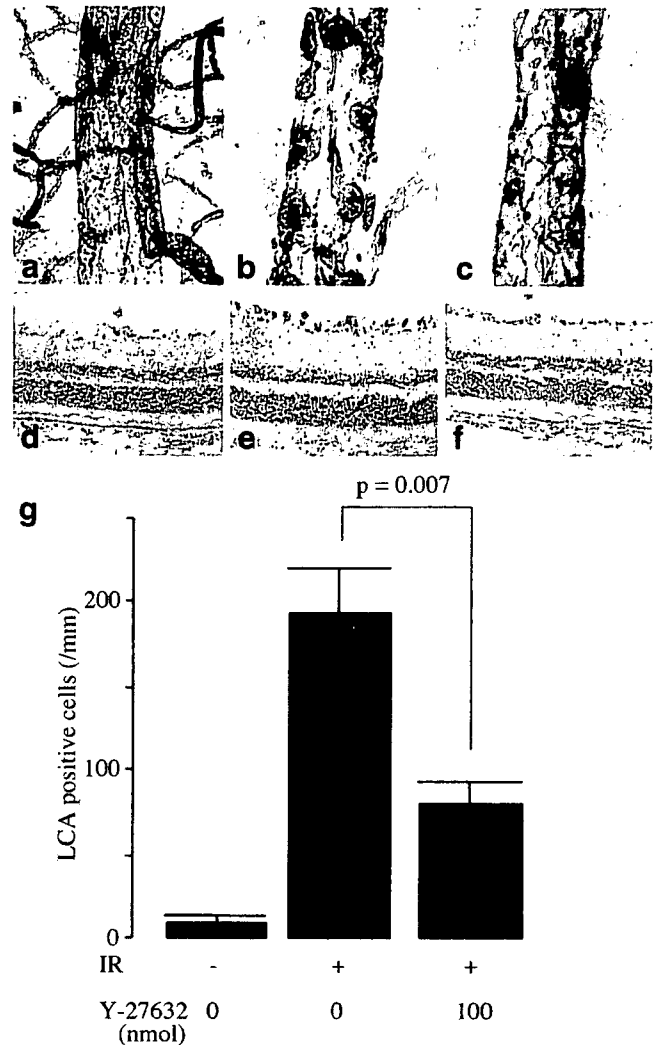 a b c
d e f
g
p = 0.007
LCA positive cells (/mm)
200
100
0
IR - + +
Y-27632 0 0 100
(nmol)